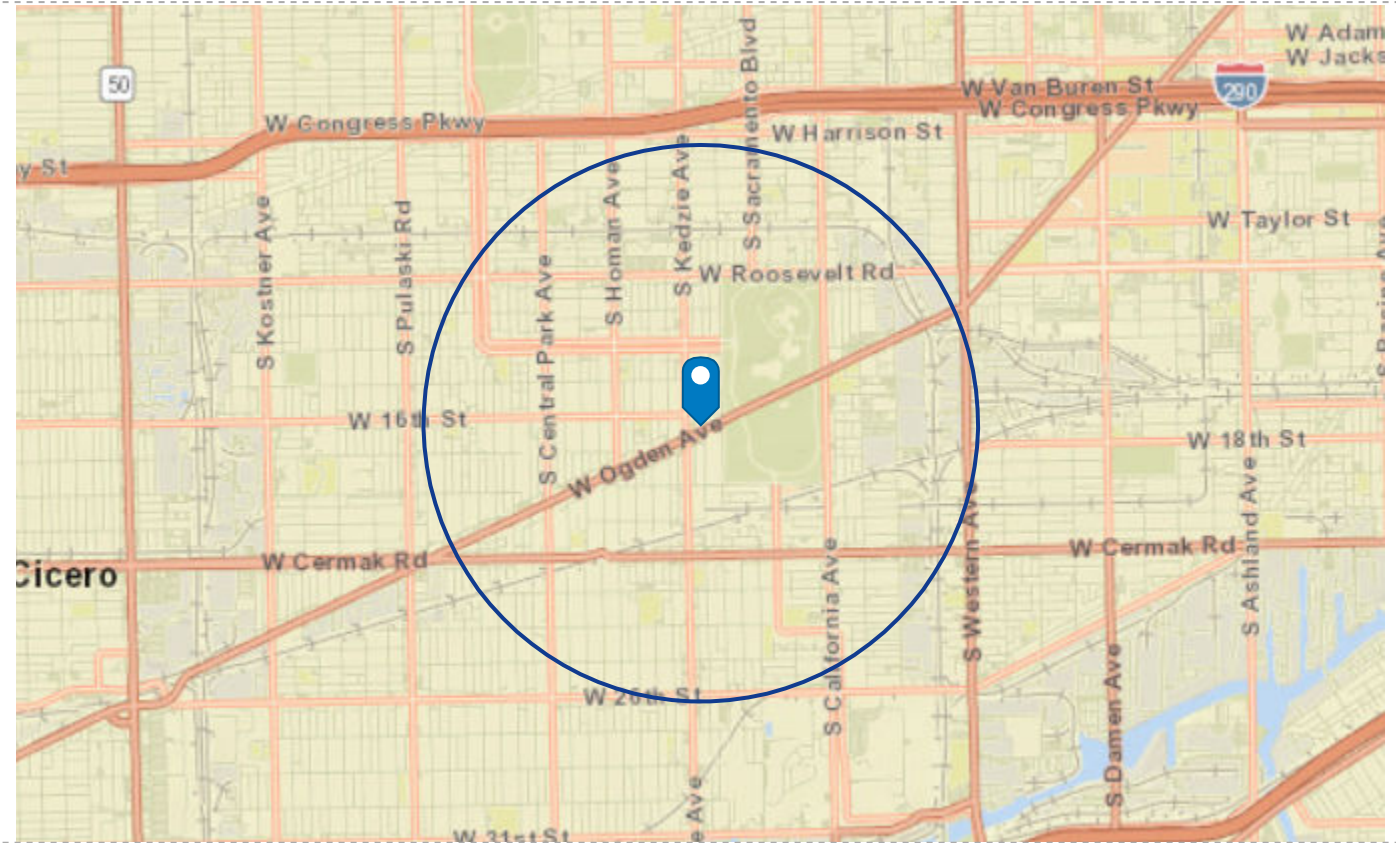 W Adam
W Jacks
50
290
W Van Buren St
W Congress Pkwy
W Congress Pkwy
W Harrison St
y St
S Sacramento Blvd
S Kedzie Ave
S Homan Ave
S Central Park Ave
S Pulaski Rd
S Kostner Ave
W Taylor St
W Roosevelt Rd
W 16th St
W Ogden Ave
W 18th St
W Cermak Rd
W Cermak Rd
Cicero
S California Ave
S Western Ave
S Damen Ave
S Ashland Ave
W 26th St
W 31st St
e Ave